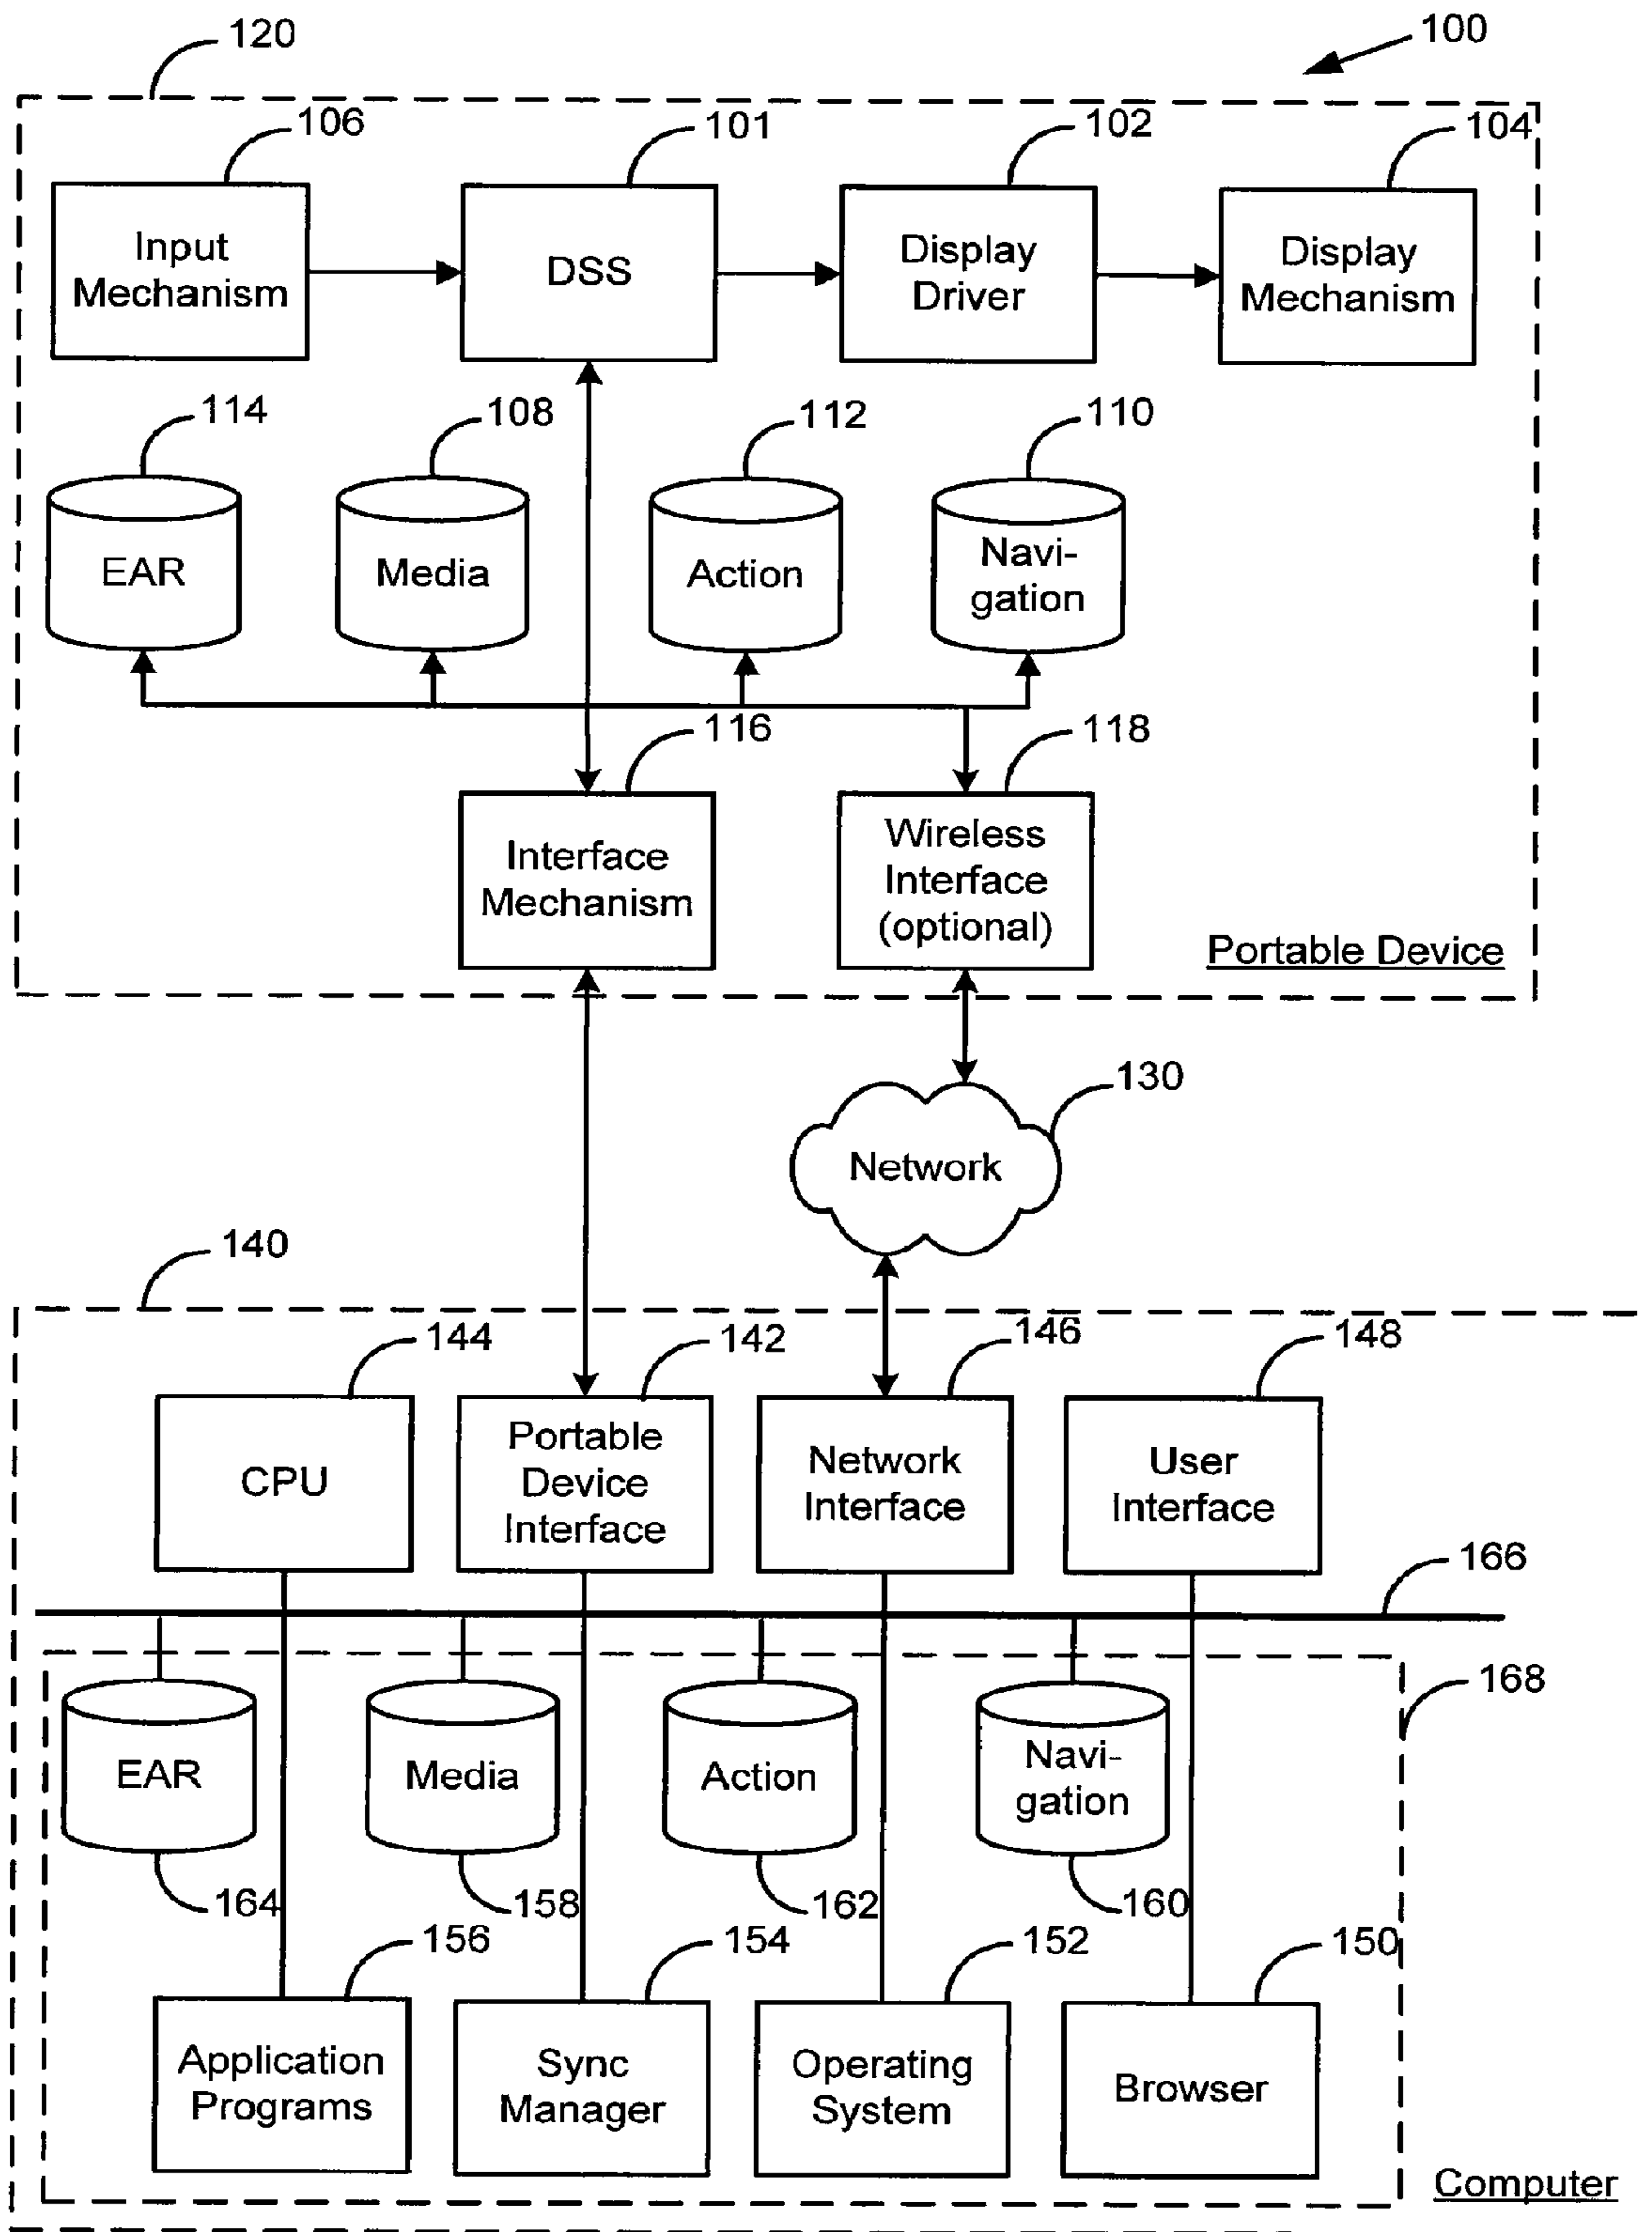 120
100
106
101
102
104
Input
Mechanism
DSS
Display
Driver
Display
Mechanism
114
108
112
110
EAR
Media
Action
Navi-
gation
116
118
Interface
Mechanism
Wireless
Interface
(optional)
Portable Device
130
Network
140
144
142
146
148
CPU
Portable
Device
Interface
Network
Interface
User
Interface
166
168
EAR
Media
Action
Navi-
gation
164
158
162
160
156
154
152
150
Application
Programs
Sync
Manager
Operating
System
Browser
Computer